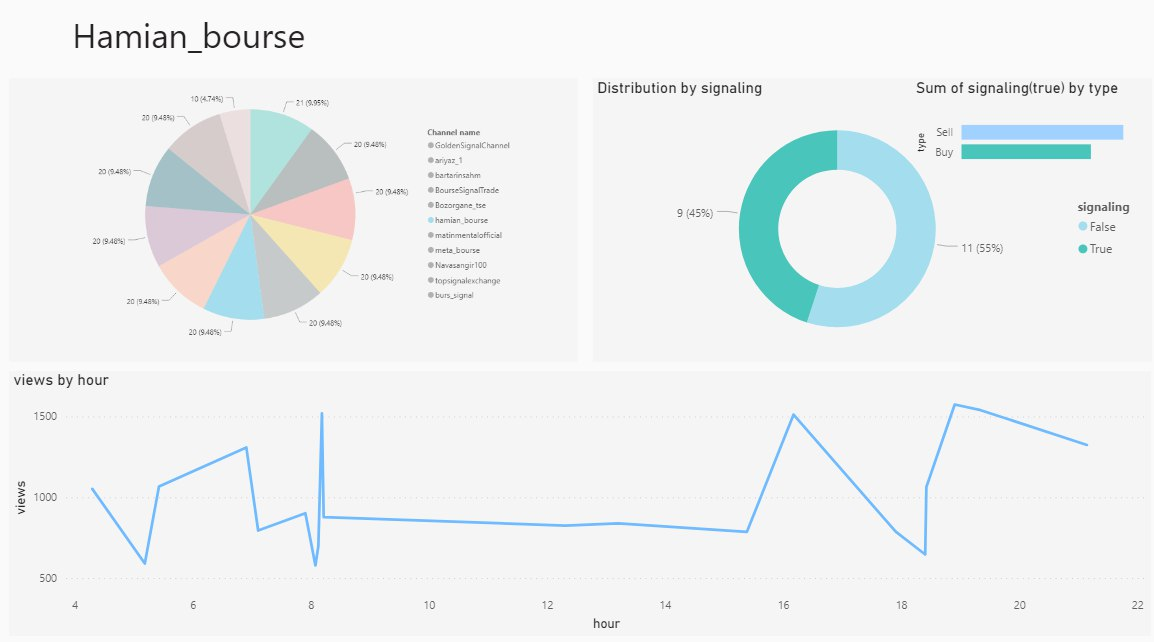 Hamian_bourse
10 (4.74%)
21 (9.95%)
20 (9.48%)
20 (9.48%)
20 (9.48%)
20 (9.48%)
20 (9.48%)
20 (9.48%)
20 (9.48%)
20 (9.48%)
20 (9.48%)
20 (9.48%)
Channel name
GoldenSignalChannel
ariyaz_1
bartarinsahm
BourseSignalTrade
Bozorgane_tse
hamian_bourse
matinmentalofficial
meta_bourse
Navasangir100
topsignalexchange
burs_signal
Distribution by signaling
9 (45%)
11 (55%)
Sum of signaling(true) by type
type
Sell
Buy
signaling
False
True
views by hour
views
1500
1000
500
4 6 8 10 12 14 16 18 20 22
hour